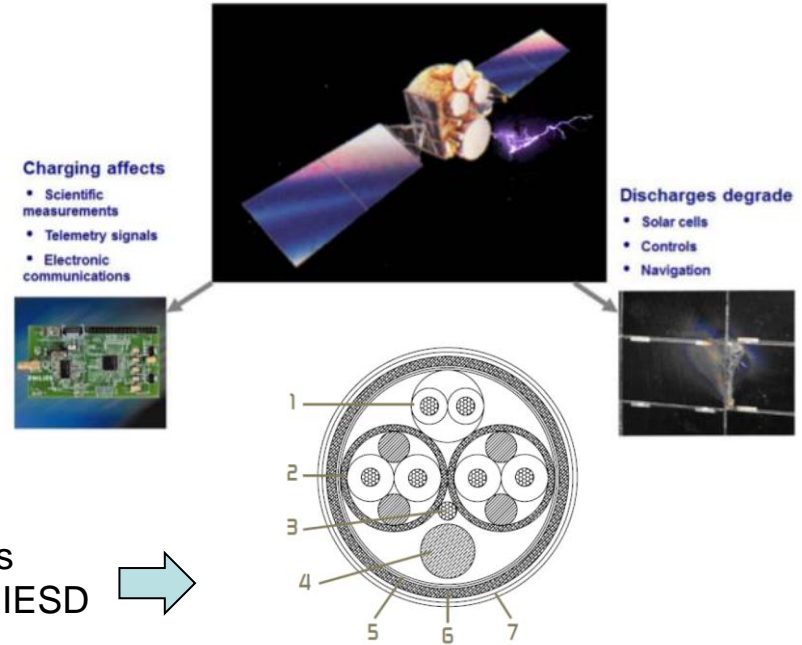 Charging affects
• Scientific
measurements
• Telemetry signals
• Electronic
communications
Discharges degrade
• Solar cells
• Controls
• Navigation
PHILIPS
1
2
3
4
5
6
7
s
IESD